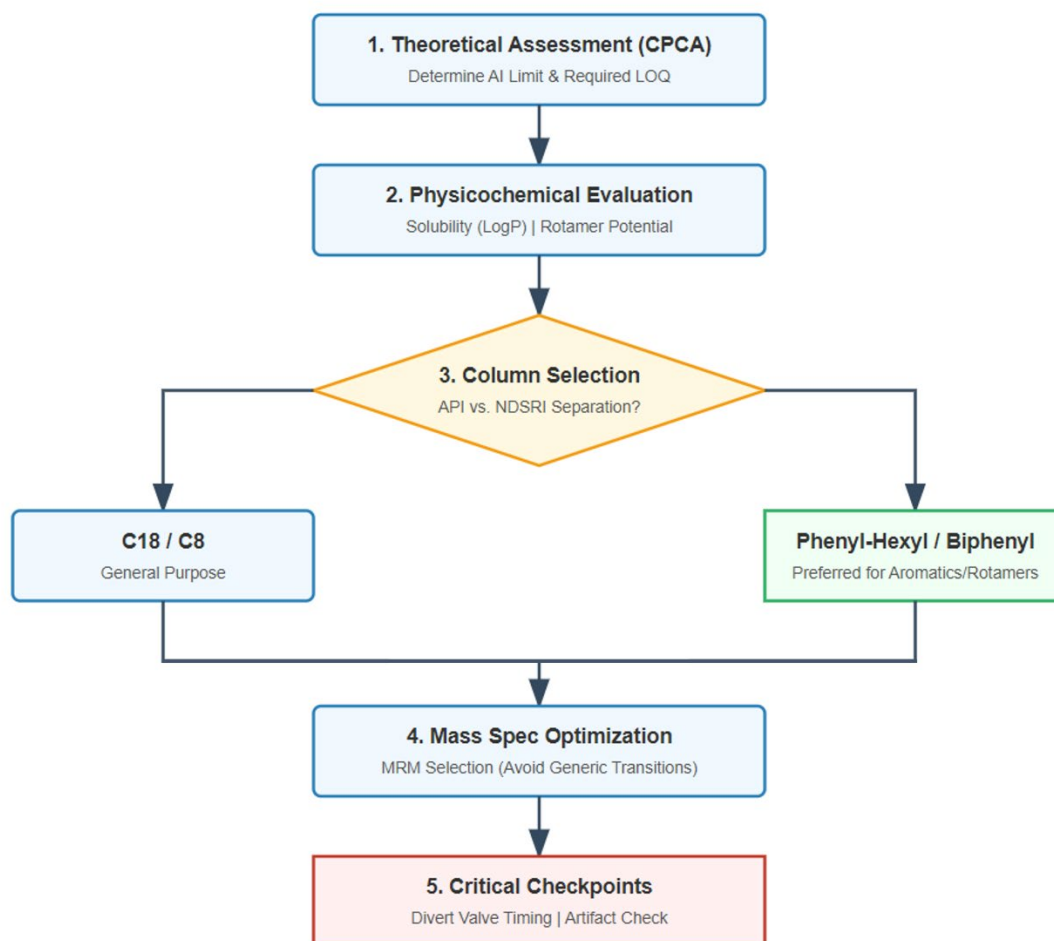 1. Theoretical Assessment (CPCA)
Determine AI Limit & Required LOQ
2. Physicochemical Evaluation
Solubility (LogP) | Rotamer Potential
3. Column Selection
API vs. NDSRI Separation?
C18 / C8
General Purpose
Phenyl-Hexyl / Biphenyl
Preferred for Aromatics/Rotamers
4. Mass Spec Optimization
MRM Selection (Avoid Generic Transitions)
5. Critical Checkpoints
Divert Valve Timing | Artifact Check